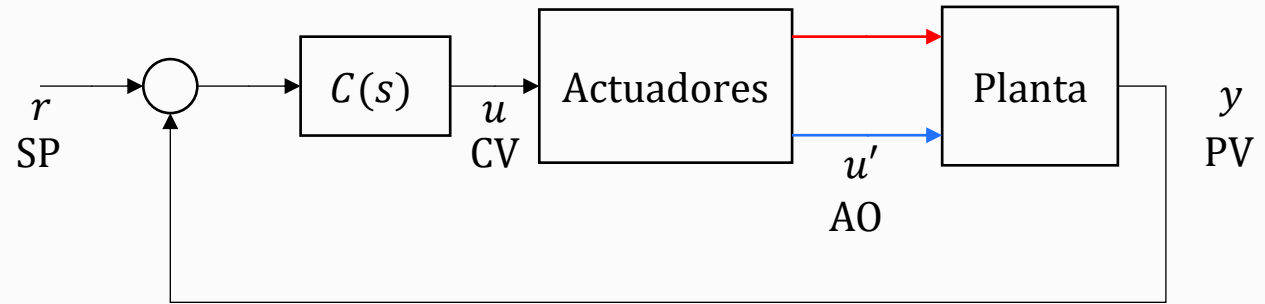 r
SP
C(s)
u
CV
Actuadores
u′
AO
Planta
y
PV